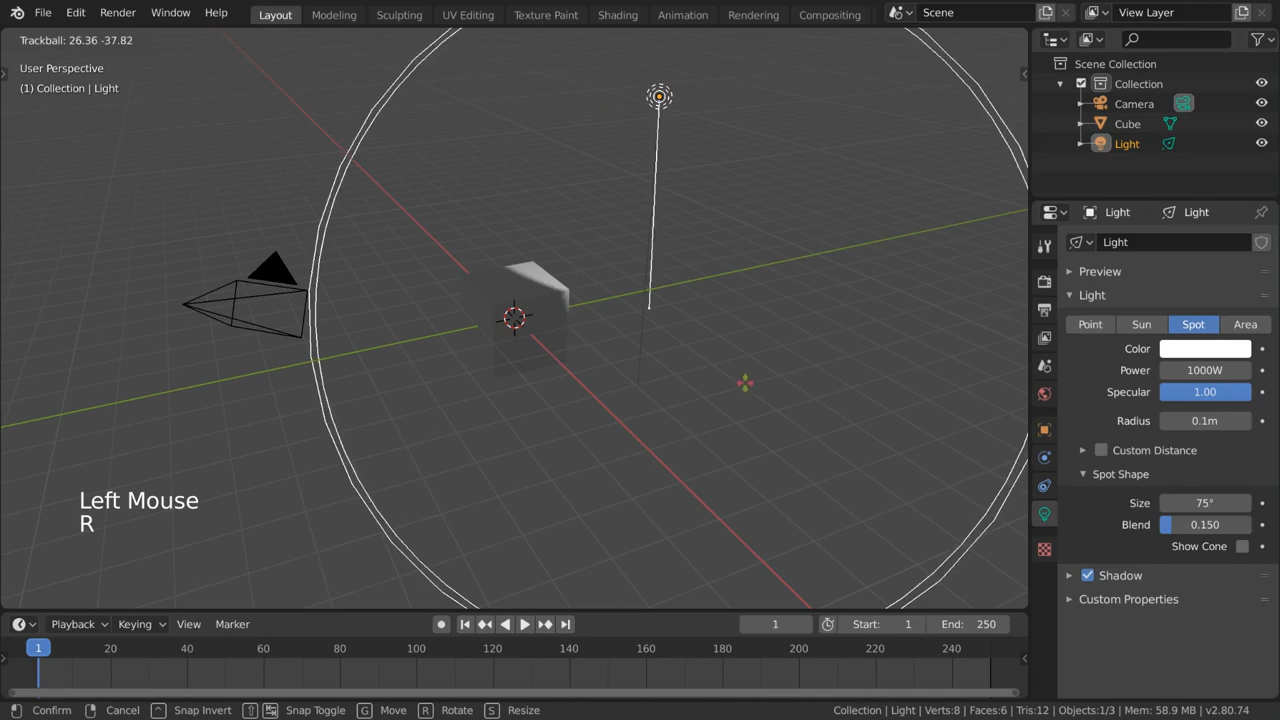 File Edit Render Window Help Layout Modeling Sculpting UV Editing Texture Paint Shading Animation Rendering Compositing Scene View Layer
Trackball: 26.36 -37.82
User Perspective
(1) Collection | Light
Scene Collection
Collection
Camera
Cube
Light
Light Light
Light
Preview
Light
Point Sun Spot Area
Color
Power 1000W
Specular 1.00
Radius 0.1m
Custom Distance
Spot Shape
Size 75°
Blend 0.150
Show Cone
Shadow
Custom Properties
Left Mouse
R
Playback Keying View Marker 1 Start: 1 End: 250
1 20 40 60 80 100 120 140 160 180 200 220 240
Confirm Cancel ^ Snap Invert Snap Toggle G Move R Rotate S Resize Collection | Light | Verts:8 | Faces:6 | Tris:12 | Objects:1/3 | Mem: 58.9 MB | v2.80.74